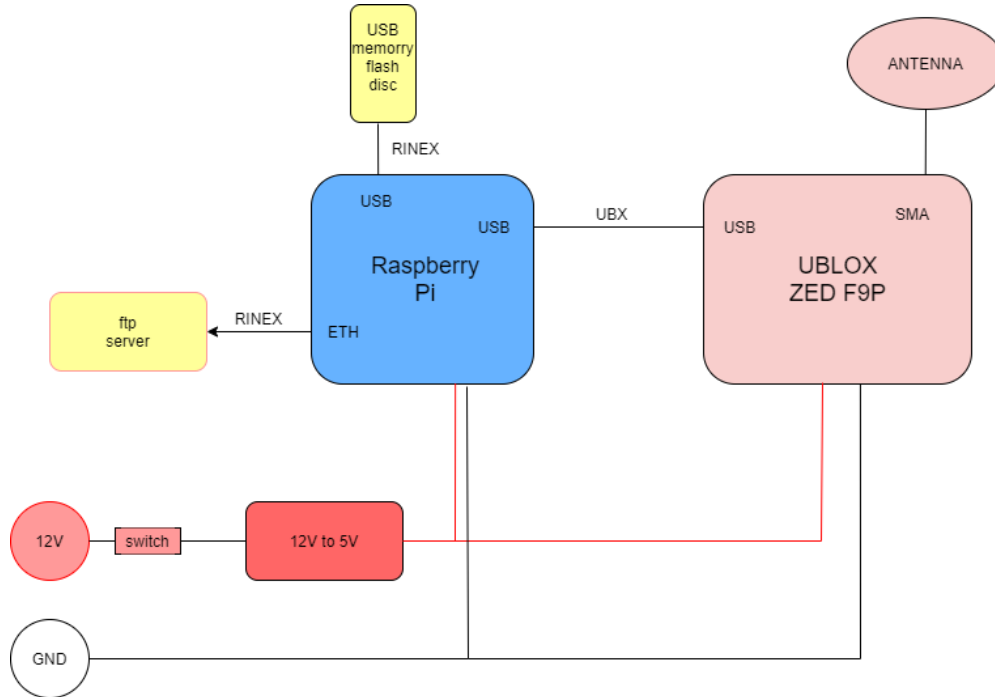 USB
memorry
flash
disc
ANTENNA
RINEX
USB
USB
UBX
USB
SMA
Raspberry
Pi
UBLOX
ZED F9P
RINEX
ETH
ftp
server
12V
switch
12V to 5V
GND